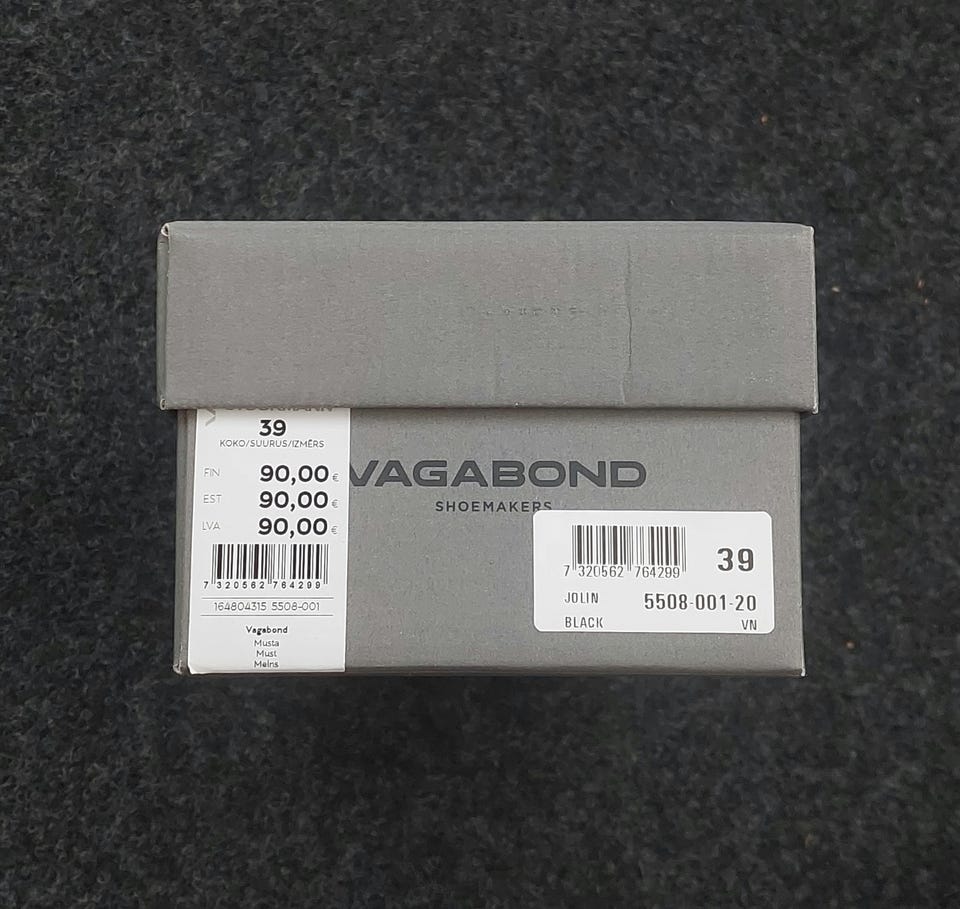 39
KOKO/SUURUS/IZMĒRS
FIN 90,00 €
EST 90,00 €
LVA 90,00 €
7 320562 764299
164804315 5508-001
Vagabond
Musta
Must
Melns
VAGABOND
SHOEMAKERS
7 320562 764299
39
JOLIN 5508-001-20
BLACK VN